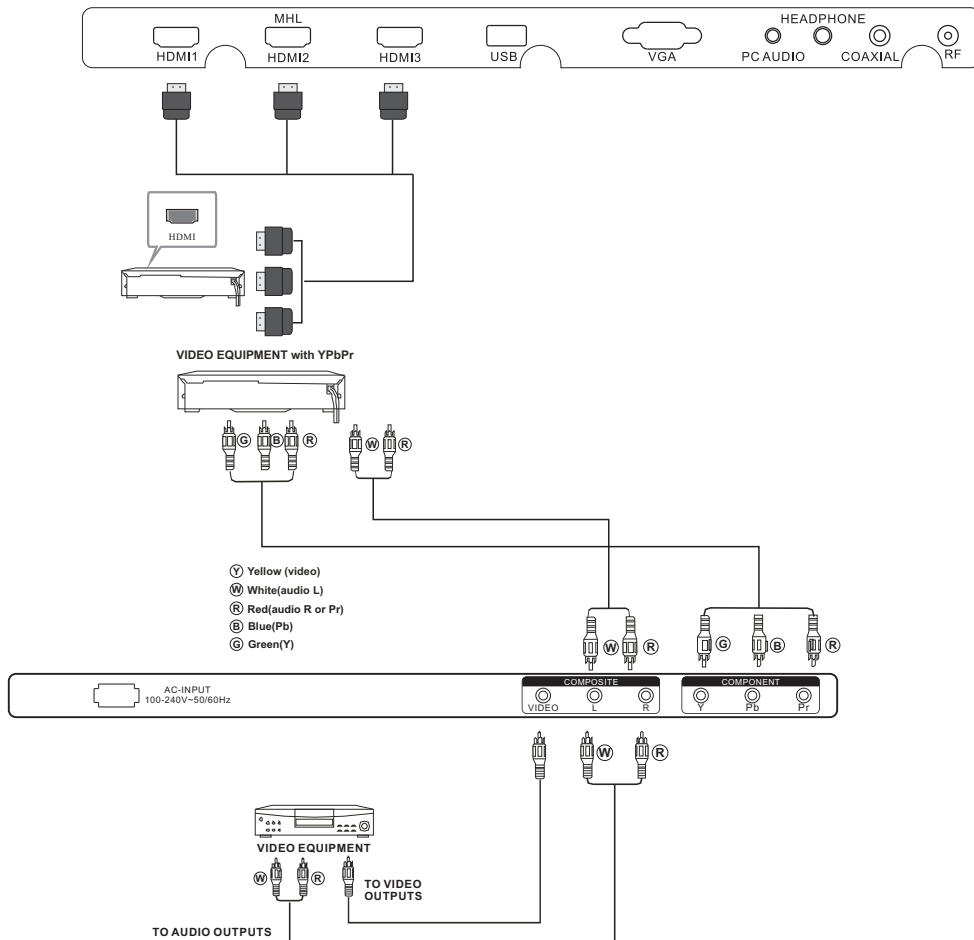 MHL
HEADPHONE
HDMI1 HDMI2 HDMI3 USB VGA PC AUDIO COAXIAL RF
HDMI
VIDEO EQUIPMENT with YPbPr
G B R W R
Y Yellow (video)
W White(audio L)
R Red(audio R or Pr)
B Blue(Pb)
G Green(Y)
W R G B R
AC-INPUT
100-240V~50/60Hz
COMPOSITE COMPONENT
VIDEO L R Y Pb Pr
W R
VIDEO EQUIPMENT
W R
TO VIDEO
OUTPUTS
TO AUDIO OUTPUTS